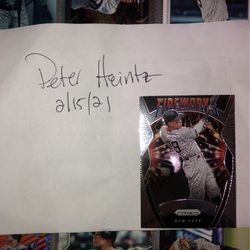 Peter Heintz
2/15/21
FIREWORKS
PRIZM
NEW YORK